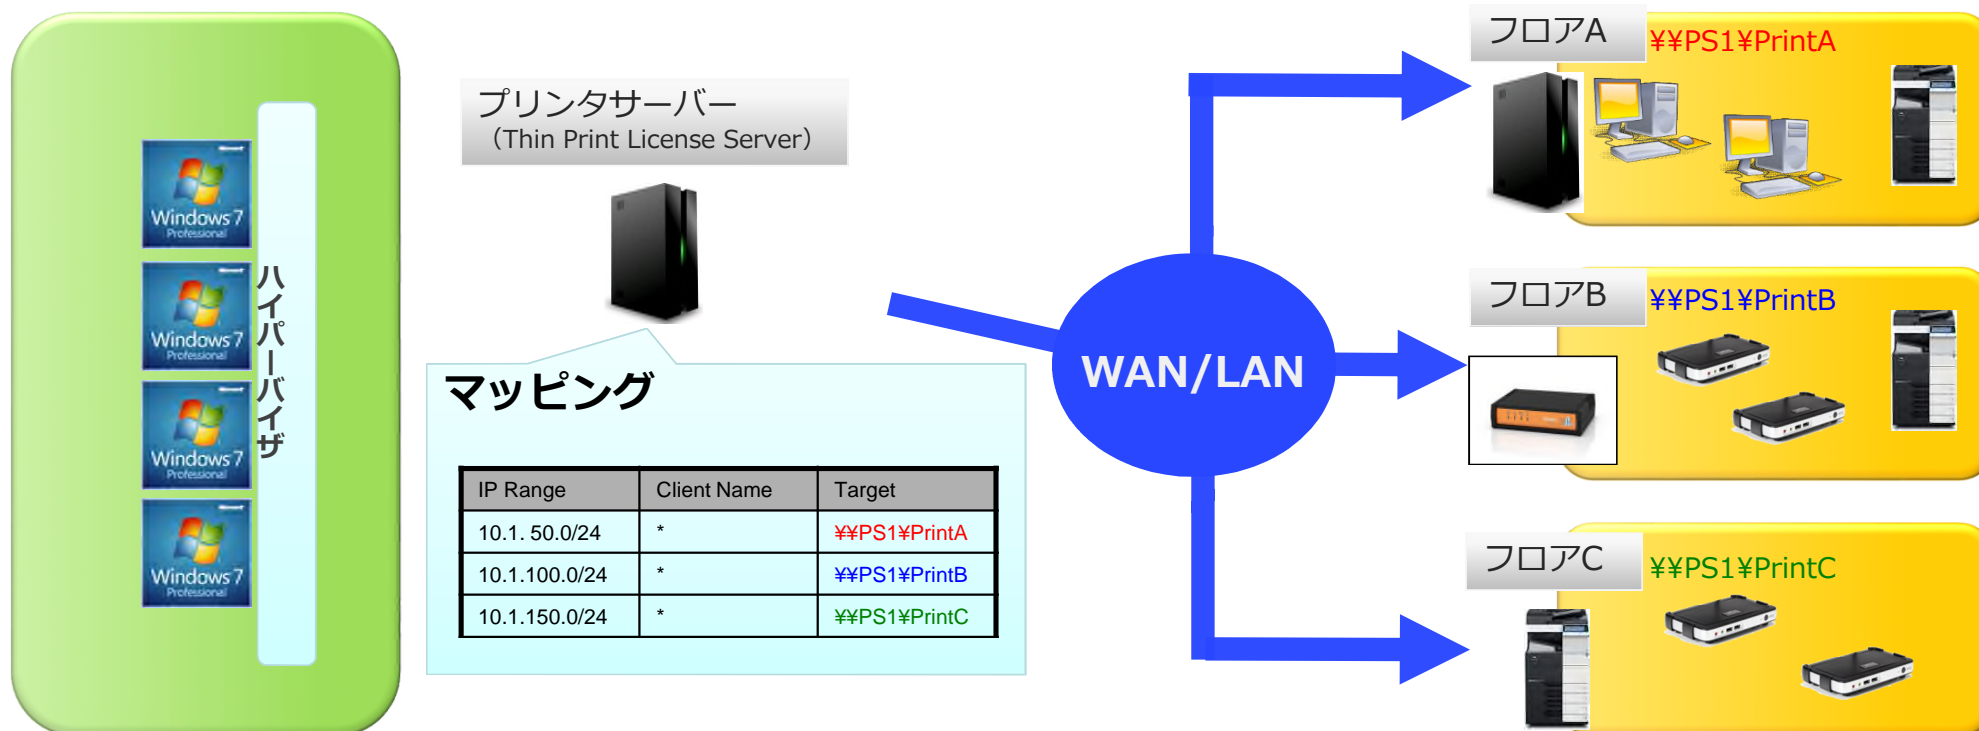 Windows 7
Professional
Windows 7
Professional
Windows 7
Professional
Windows 7
Professional
ハイパーバイザ
プリンタサーバー
（Thin Print License Server）
マッピング
IP Range Client Name Target
10.1. 50.0/24 * ¥¥PS1¥PrintA
10.1.100.0/24 * ¥¥PS1¥PrintB
10.1.150.0/24 * ¥¥PS1¥PrintC
WAN/LAN
フロアA
¥¥PS1¥PrintA
フロアB
¥¥PS1¥PrintB
フロアC
¥¥PS1¥PrintC